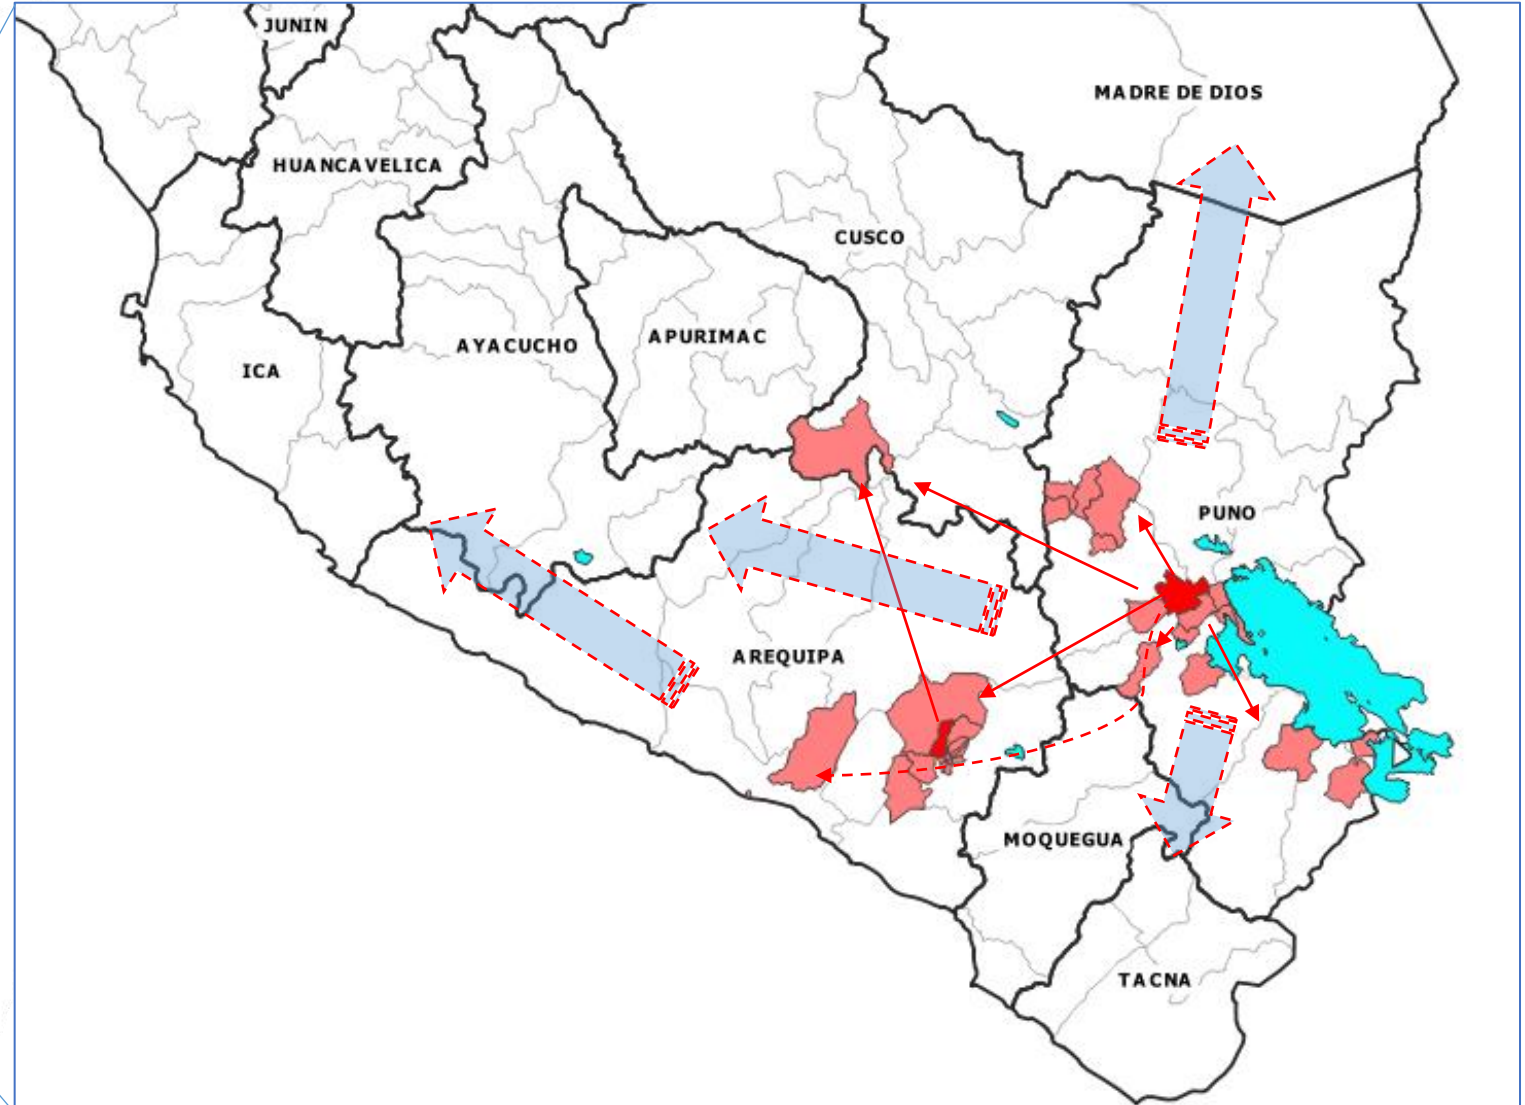 JUNIN
MADRE DE DIOS
HUANCAVELICA
CUSCO
APURIMAC
AYACUCHO
ICA
PUNO
AREQUIPA
MOQUEGUA
TACNA